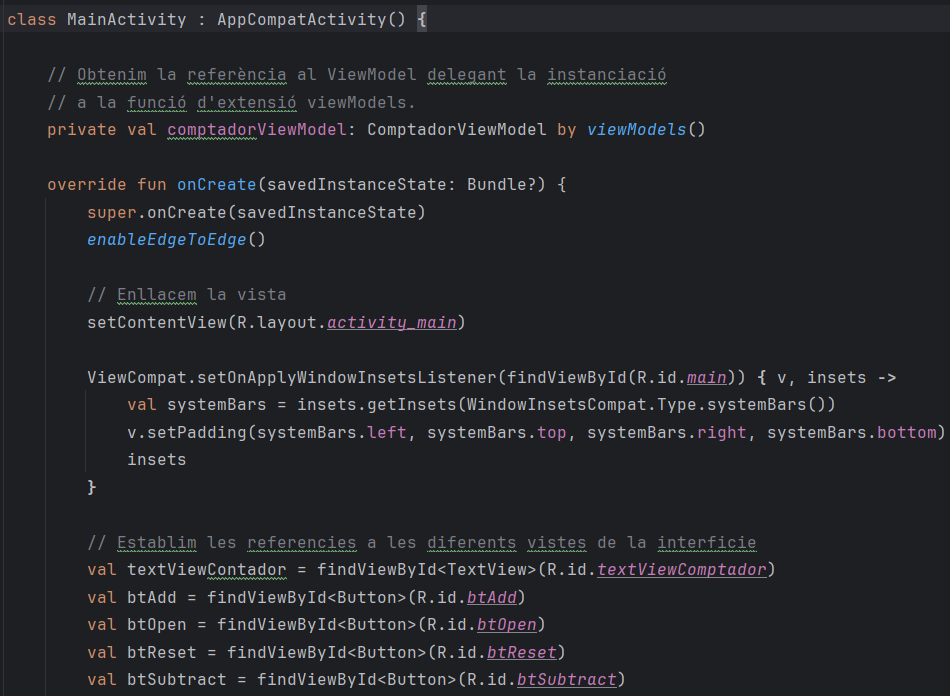 class MainActivity : AppCompatActivity() {
// Obtenim la referència al ViewModel delegant la instanciació
// a la funció d'extensió viewModels.
private val comptadorViewModel: ComptadorViewModel by viewModels()
override fun onCreate(savedInstanceState: Bundle?) {
super.onCreate(savedInstanceState)
enableEdgeToEdge()
// Enllacem la vista
setContentView(R.layout.activity_main)
ViewCompat.setOnApplyWindowInsetsListener(findViewById(R.id.main)) { v, insets ->
val systemBars = insets.getInsets(WindowInsetsCompat.Type.systemBars())
v.setPadding(systemBars.left, systemBars.top, systemBars.right, systemBars.bottom)
insets
}
// Establim les referencies a les diferents vistes de la interficie
val textViewContador = findViewById<TextView>(R.id.textViewComptador)
val btAdd = findViewById<Button>(R.id.btAdd)
val btOpen = findViewById<Button>(R.id.btOpen)
val btReset = findViewById<Button>(R.id.btReset)
val btSubtract = findViewById<Button>(R.id.btSubtract)